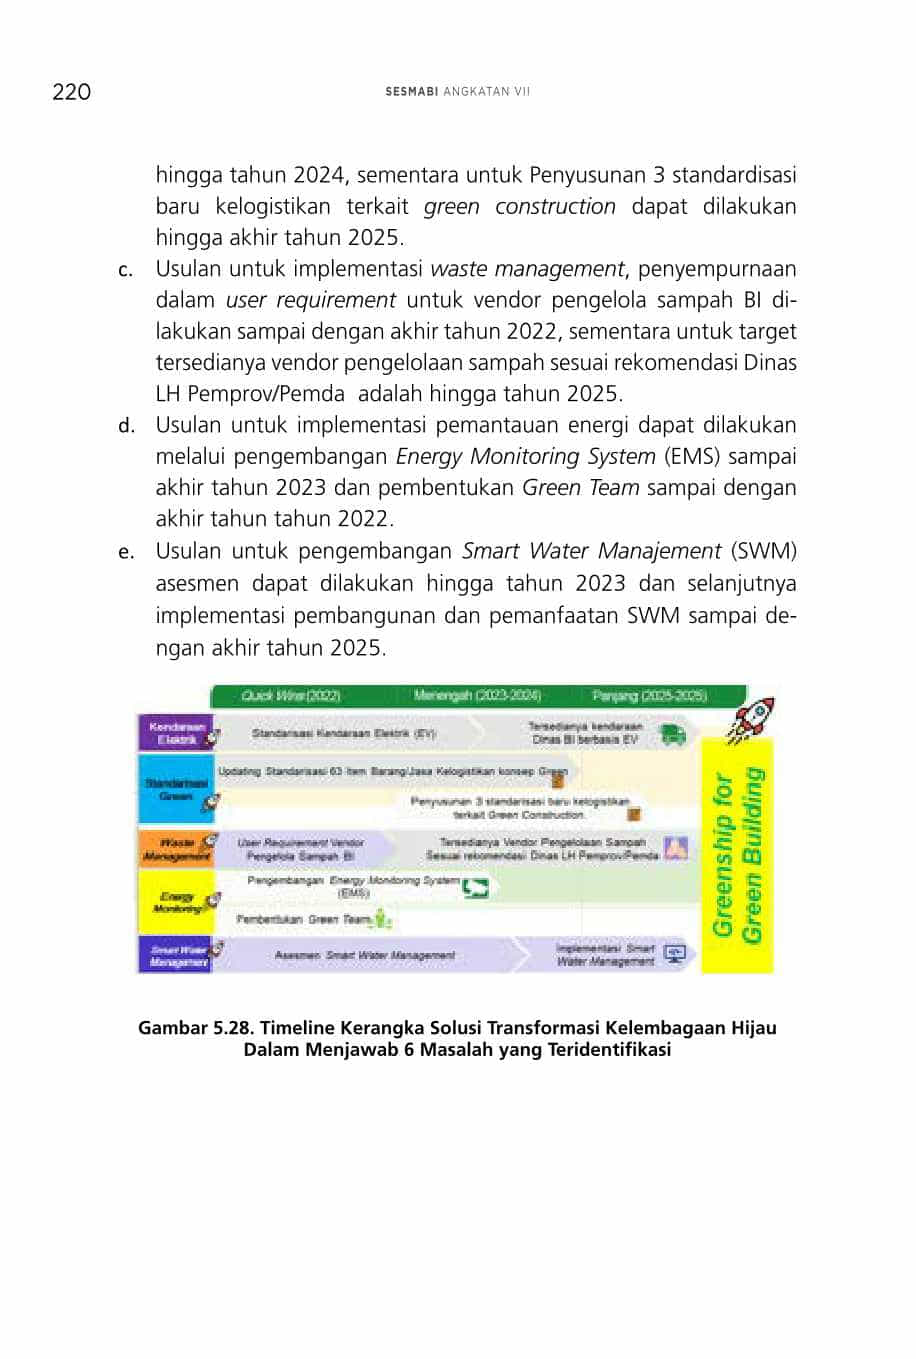 220
SESMABI ANGKATAN VII
hingga tahun 2024, sementara untuk Penyusunan 3 standardisasi
baru kelogistikan terkait green construction dapat dilakukan
hingga akhir tahun 2025.
c. Usulan untuk implementasi waste management, penyempurnaan
dalam user requirement untuk vendor pengelola sampah BI di-
lakukan sampai dengan akhir tahun 2022, sementara untuk target
tersedianya vendor pengelolaan sampah sesuai rekomendasi Dinas
LH Pemprov/Pemda adalah hingga tahun 2025.
d. Usulan untuk implementasi pemantauan energi dapat dilakukan
melalui pengembangan Energy Monitoring System (EMS) sampai
akhir tahun 2023 dan pembentukan Green Team sampai dengan
akhir tahun tahun 2022.
e. Usulan untuk pengembangan Smart Water Manajement (SWM)
asesmen dapat dilakukan hingga tahun 2023 dan selanjutnya
implementasi pembangunan dan pemanfaatan SWM sampai de-
ngan akhir tahun 2025.
Quick Wins (2022) Menengah (2023-2024) Panjang (2025-2025)
Kendaraan
Elektrik
Standarisasi Kendaraan Elektrik (EV)
Tersedianya kendaraan
Dinas BI berbasis EV
Standardisasi
Green
Updating Standarisasi 63 Item Barang/Jasa Kelogistikan konsep Green
Penyusunan 3 standarisasi baru kelogistikan
terkait Green Construction
Waste
Management
User Requirement Vendor
Pengelola Sampah BI
Tersedianya Vendor Pengelolaan Sampah
Sesuai rekomendasi Dinas LH Pemprov/Pemda
Energy
Monitoring
Pengembangan Energy Monitoring System
(EMS)
Pembentukan Green Team
Smart Water
Management
Asesmen Smart Water Management
Implementasi Smart
Water Management
Greenship for
Green Building
Gambar 5.28. Timeline Kerangka Solusi Transformasi Kelembagaan Hijau
Dalam Menjawab 6 Masalah yang Teridentifikasi